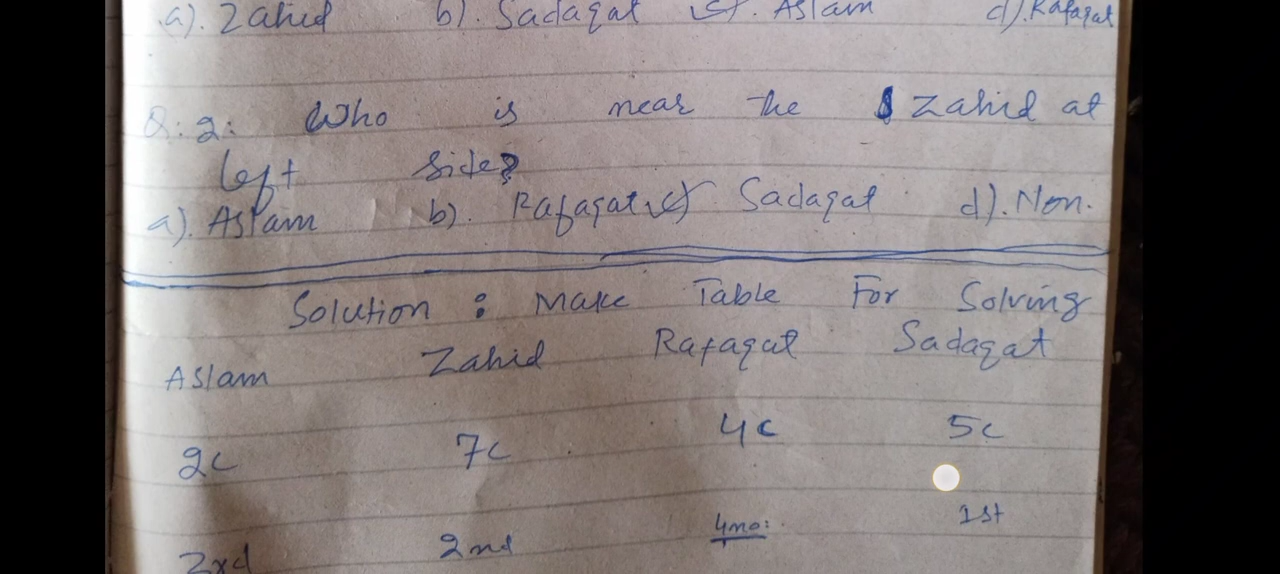 a). Zahid b). Sadaqat c). Aslam d). Rafaqat
Q:2: Who is near the Zahid at
left side?
a). Aslam b). Rafaqat c) Sadaqat d). Non.
Solution : Make Table For Solving
Aslam Zahid Rafaqat Sadaqat
2c 7c 4c 5c
3rd 2nd 4no: 1st